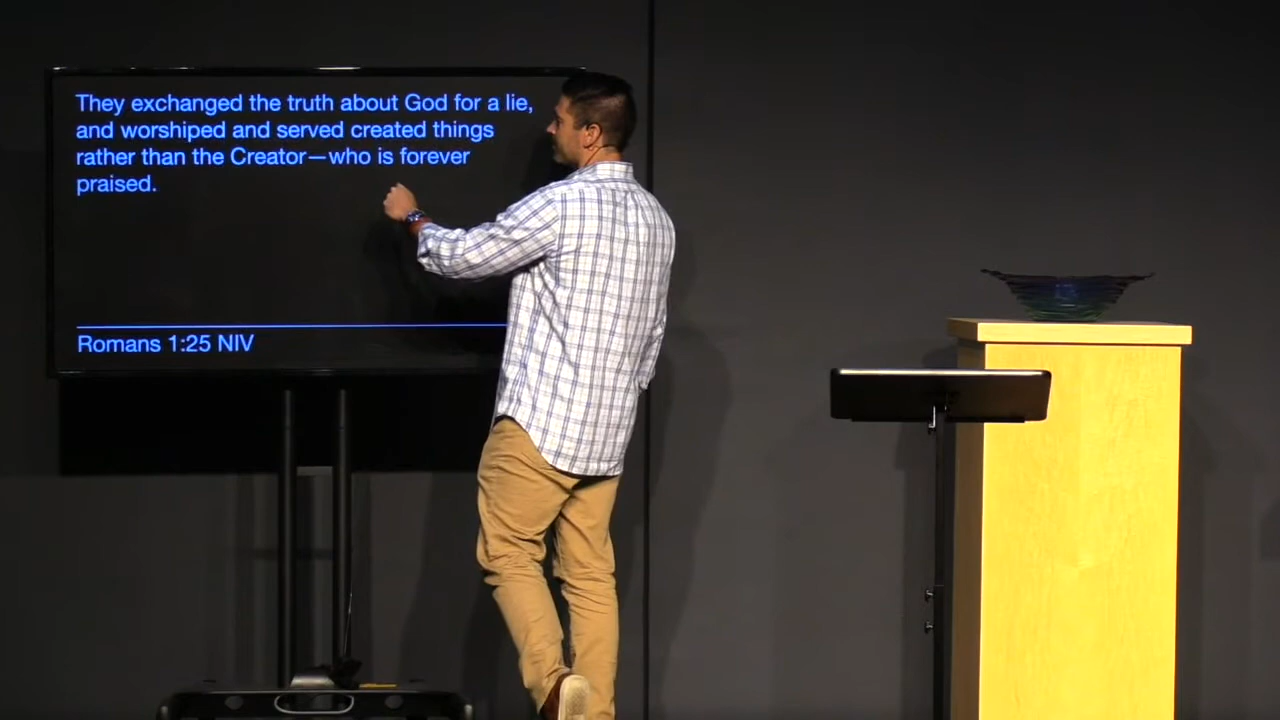 They exchanged the truth about God for a lie,
and worshiped and served created things
rather than the Creator—who is forever
praised.
Romans 1:25 NIV